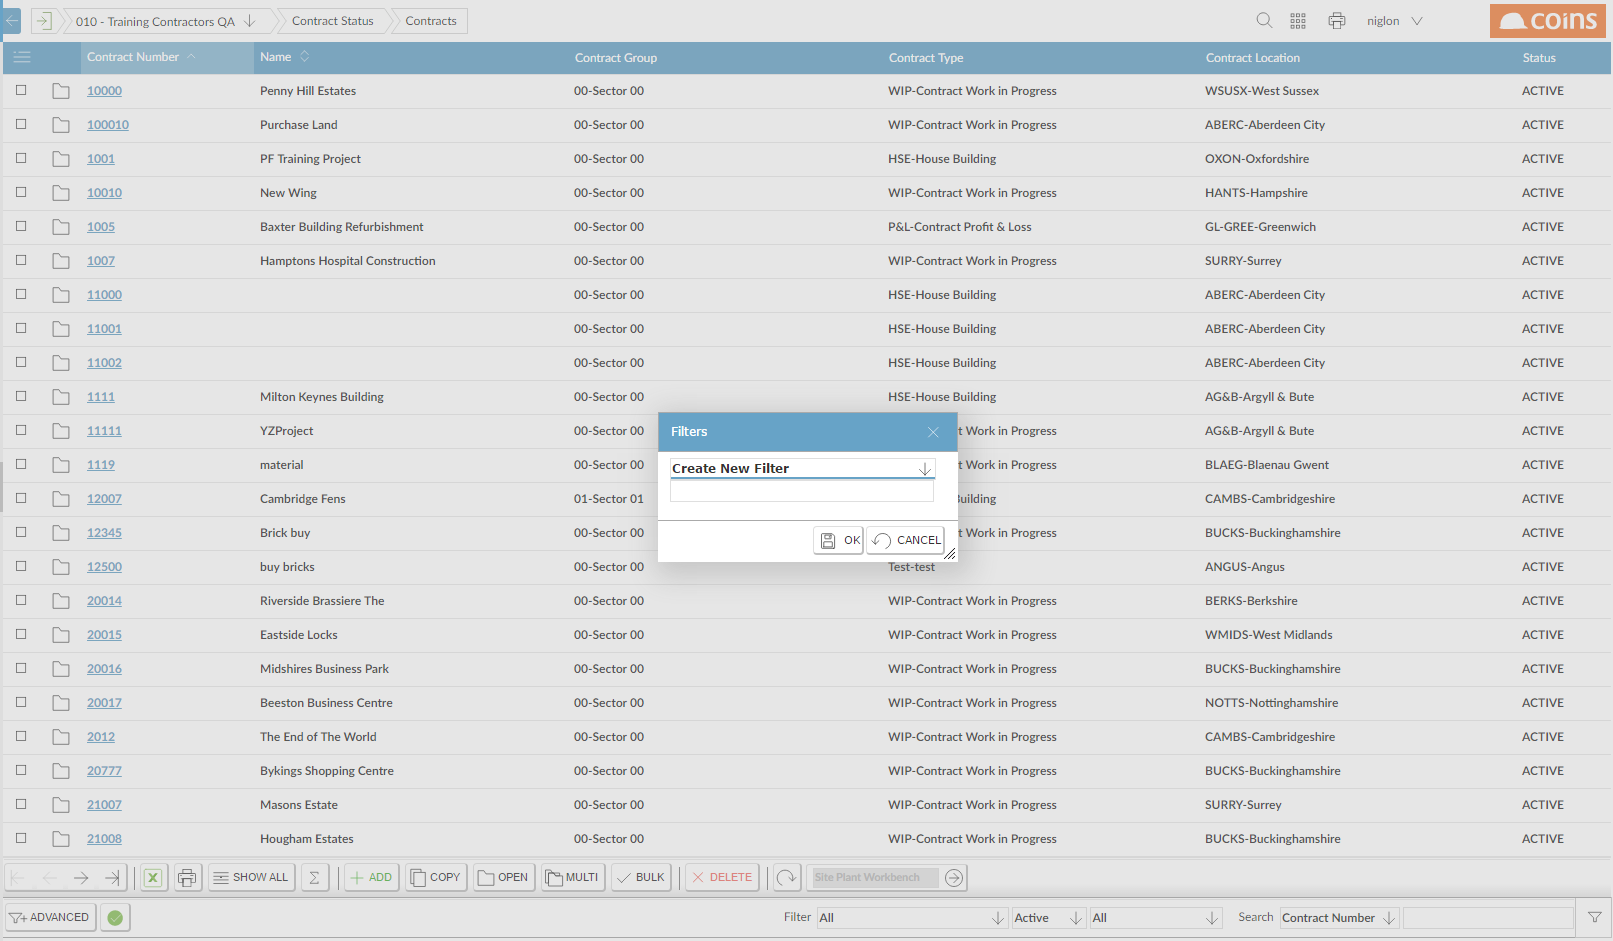 010 - Training Contractors QA
Contract Status
Contracts
niglon
coins
Contract Number Name Contract Group Contract Type Contract Location Status
10000 Penny Hill Estates 00-Sector 00 WIP-Contract Work in Progress WSUSX-West Sussex ACTIVE
100010 Purchase Land 00-Sector 00 WIP-Contract Work in Progress ABERC-Aberdeen City ACTIVE
1001 PF Training Project 00-Sector 00 HSE-House Building OXON-Oxfordshire ACTIVE
10010 New Wing 00-Sector 00 WIP-Contract Work in Progress HANTS-Hampshire ACTIVE
1005 Baxter Building Refurbishment 00-Sector 00 P&L-Contract Profit & Loss GL-GREE-Greenwich ACTIVE
1007 Hamptons Hospital Construction 00-Sector 00 WIP-Contract Work in Progress SURRY-Surrey ACTIVE
11000 00-Sector 00 HSE-House Building ABERC-Aberdeen City ACTIVE
11001 00-Sector 00 HSE-House Building ABERC-Aberdeen City ACTIVE
11002 00-Sector 00 HSE-House Building ABERC-Aberdeen City ACTIVE
1111 Milton Keynes Building 00-Sector 00 HSE-House Building AG&B-Argyll & Bute ACTIVE
11111 YZProject 00-Sector 00 t Work in Progress AG&B-Argyll & Bute ACTIVE
1119 material 00-Sector 00 t Work in Progress BLAEG-Blaenau Gwent ACTIVE
12007 Cambridge Fens 01-Sector 01 Building CAMBS-Cambridgeshire ACTIVE
12345 Brick buy 00-Sector 00 t Work in Progress BUCKS-Buckinghamshire ACTIVE
12500 buy bricks 00-Sector 00 Test-test ANGUS-Angus ACTIVE
20014 Riverside Brassiere The 00-Sector 00 WIP-Contract Work in Progress BERKS-Berkshire ACTIVE
20015 Eastside Locks 00-Sector 00 WIP-Contract Work in Progress WMIDS-West Midlands ACTIVE
20016 Midshires Business Park 00-Sector 00 WIP-Contract Work in Progress BUCKS-Buckinghamshire ACTIVE
20017 Beeston Business Centre 00-Sector 00 WIP-Contract Work in Progress NOTTS-Nottinghamshire ACTIVE
2012 The End of The World 00-Sector 00 WIP-Contract Work in Progress CAMBS-Cambridgeshire ACTIVE
20777 Bykings Shopping Centre 00-Sector 00 WIP-Contract Work in Progress BUCKS-Buckinghamshire ACTIVE
21007 Masons Estate 00-Sector 00 WIP-Contract Work in Progress SURRY-Surrey ACTIVE
21008 Hougham Estates 00-Sector 00 WIP-Contract Work in Progress BUCKS-Buckinghamshire ACTIVE
Filters
Create New Filter
OK CANCEL
SHOW ALL Σ ADD COPY OPEN MULTI BULK DELETE Site Plant Workbench
ADVANCED Filter All Active All Search Contract Number